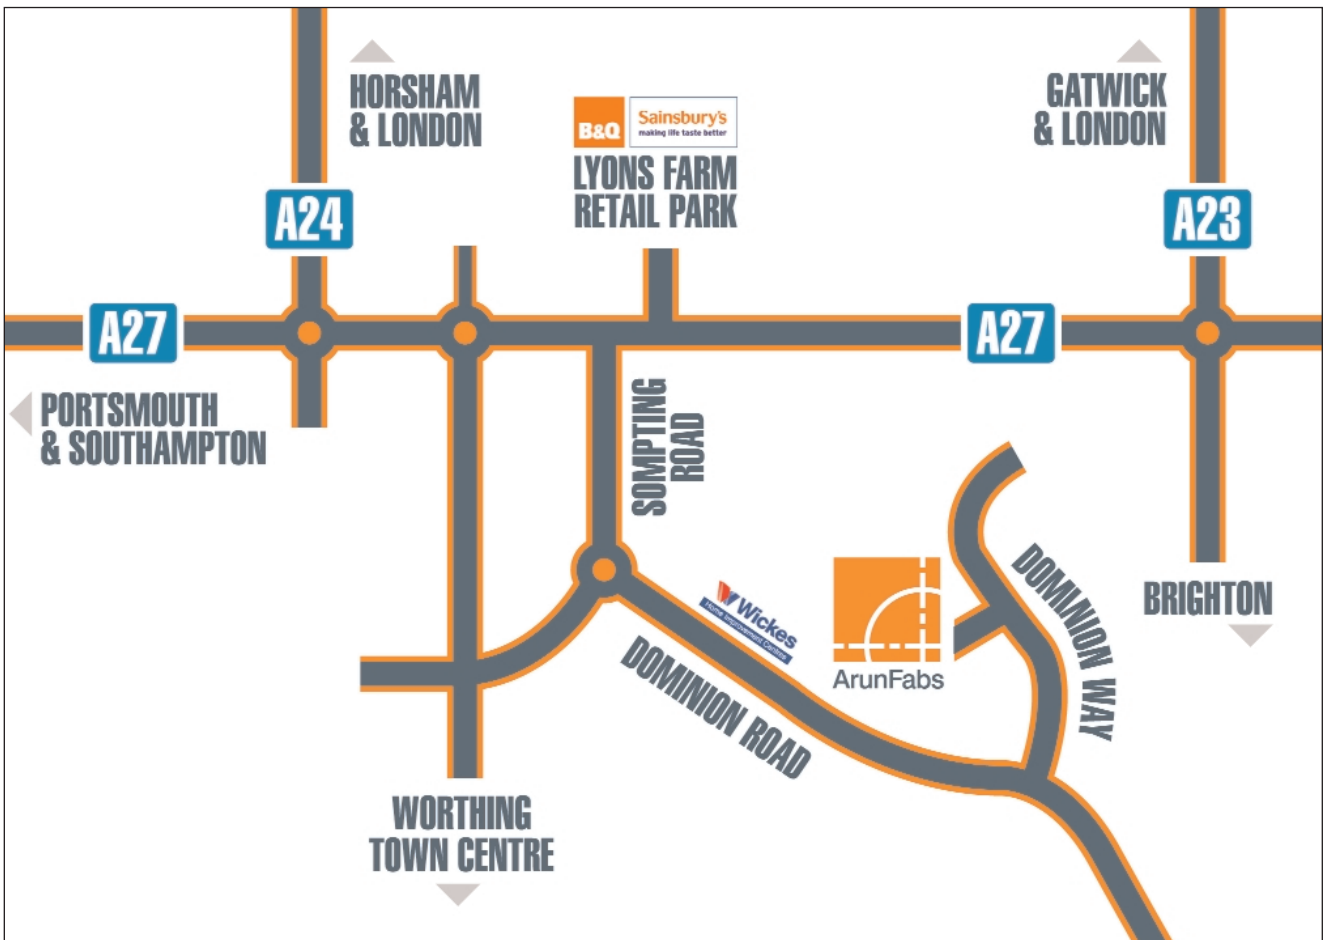 HORSHAM
& LONDON
GATWICK
& LONDON
B&Q
Sainsbury's
making life taste better
LYONS FARM
RETAIL PARK
A24
A23
A27
A27
PORTSMOUTH
& SOUTHAMPTON
SOMPTING
ROAD
Wickes
Home Improvement Centres
DOMINION ROAD
ArunFabs
DOMINION WAY
BRIGHTON
WORTHING
TOWN CENTRE